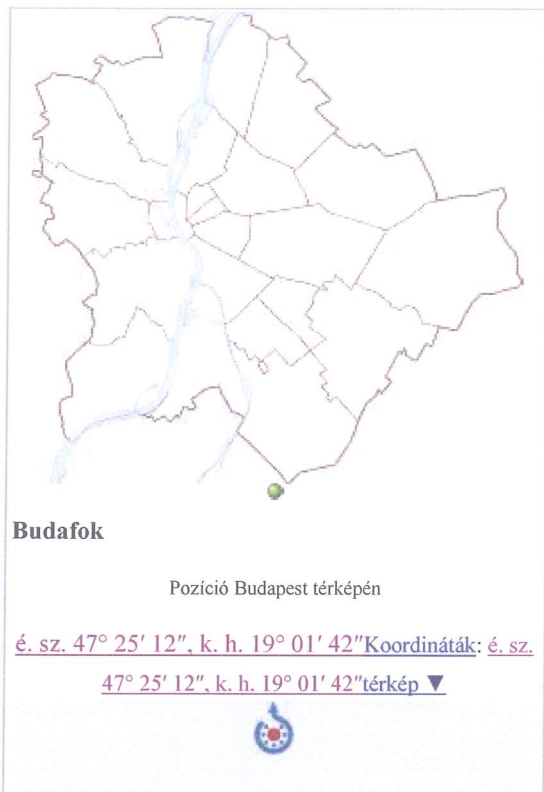 Budafok
Pozíció Budapest térképén
é. sz. 47° 25′ 12″, k. h. 19° 01′ 42″Koordináták: é. sz.
47° 25′ 12″, k. h. 19° 01′ 42″térkép ▼